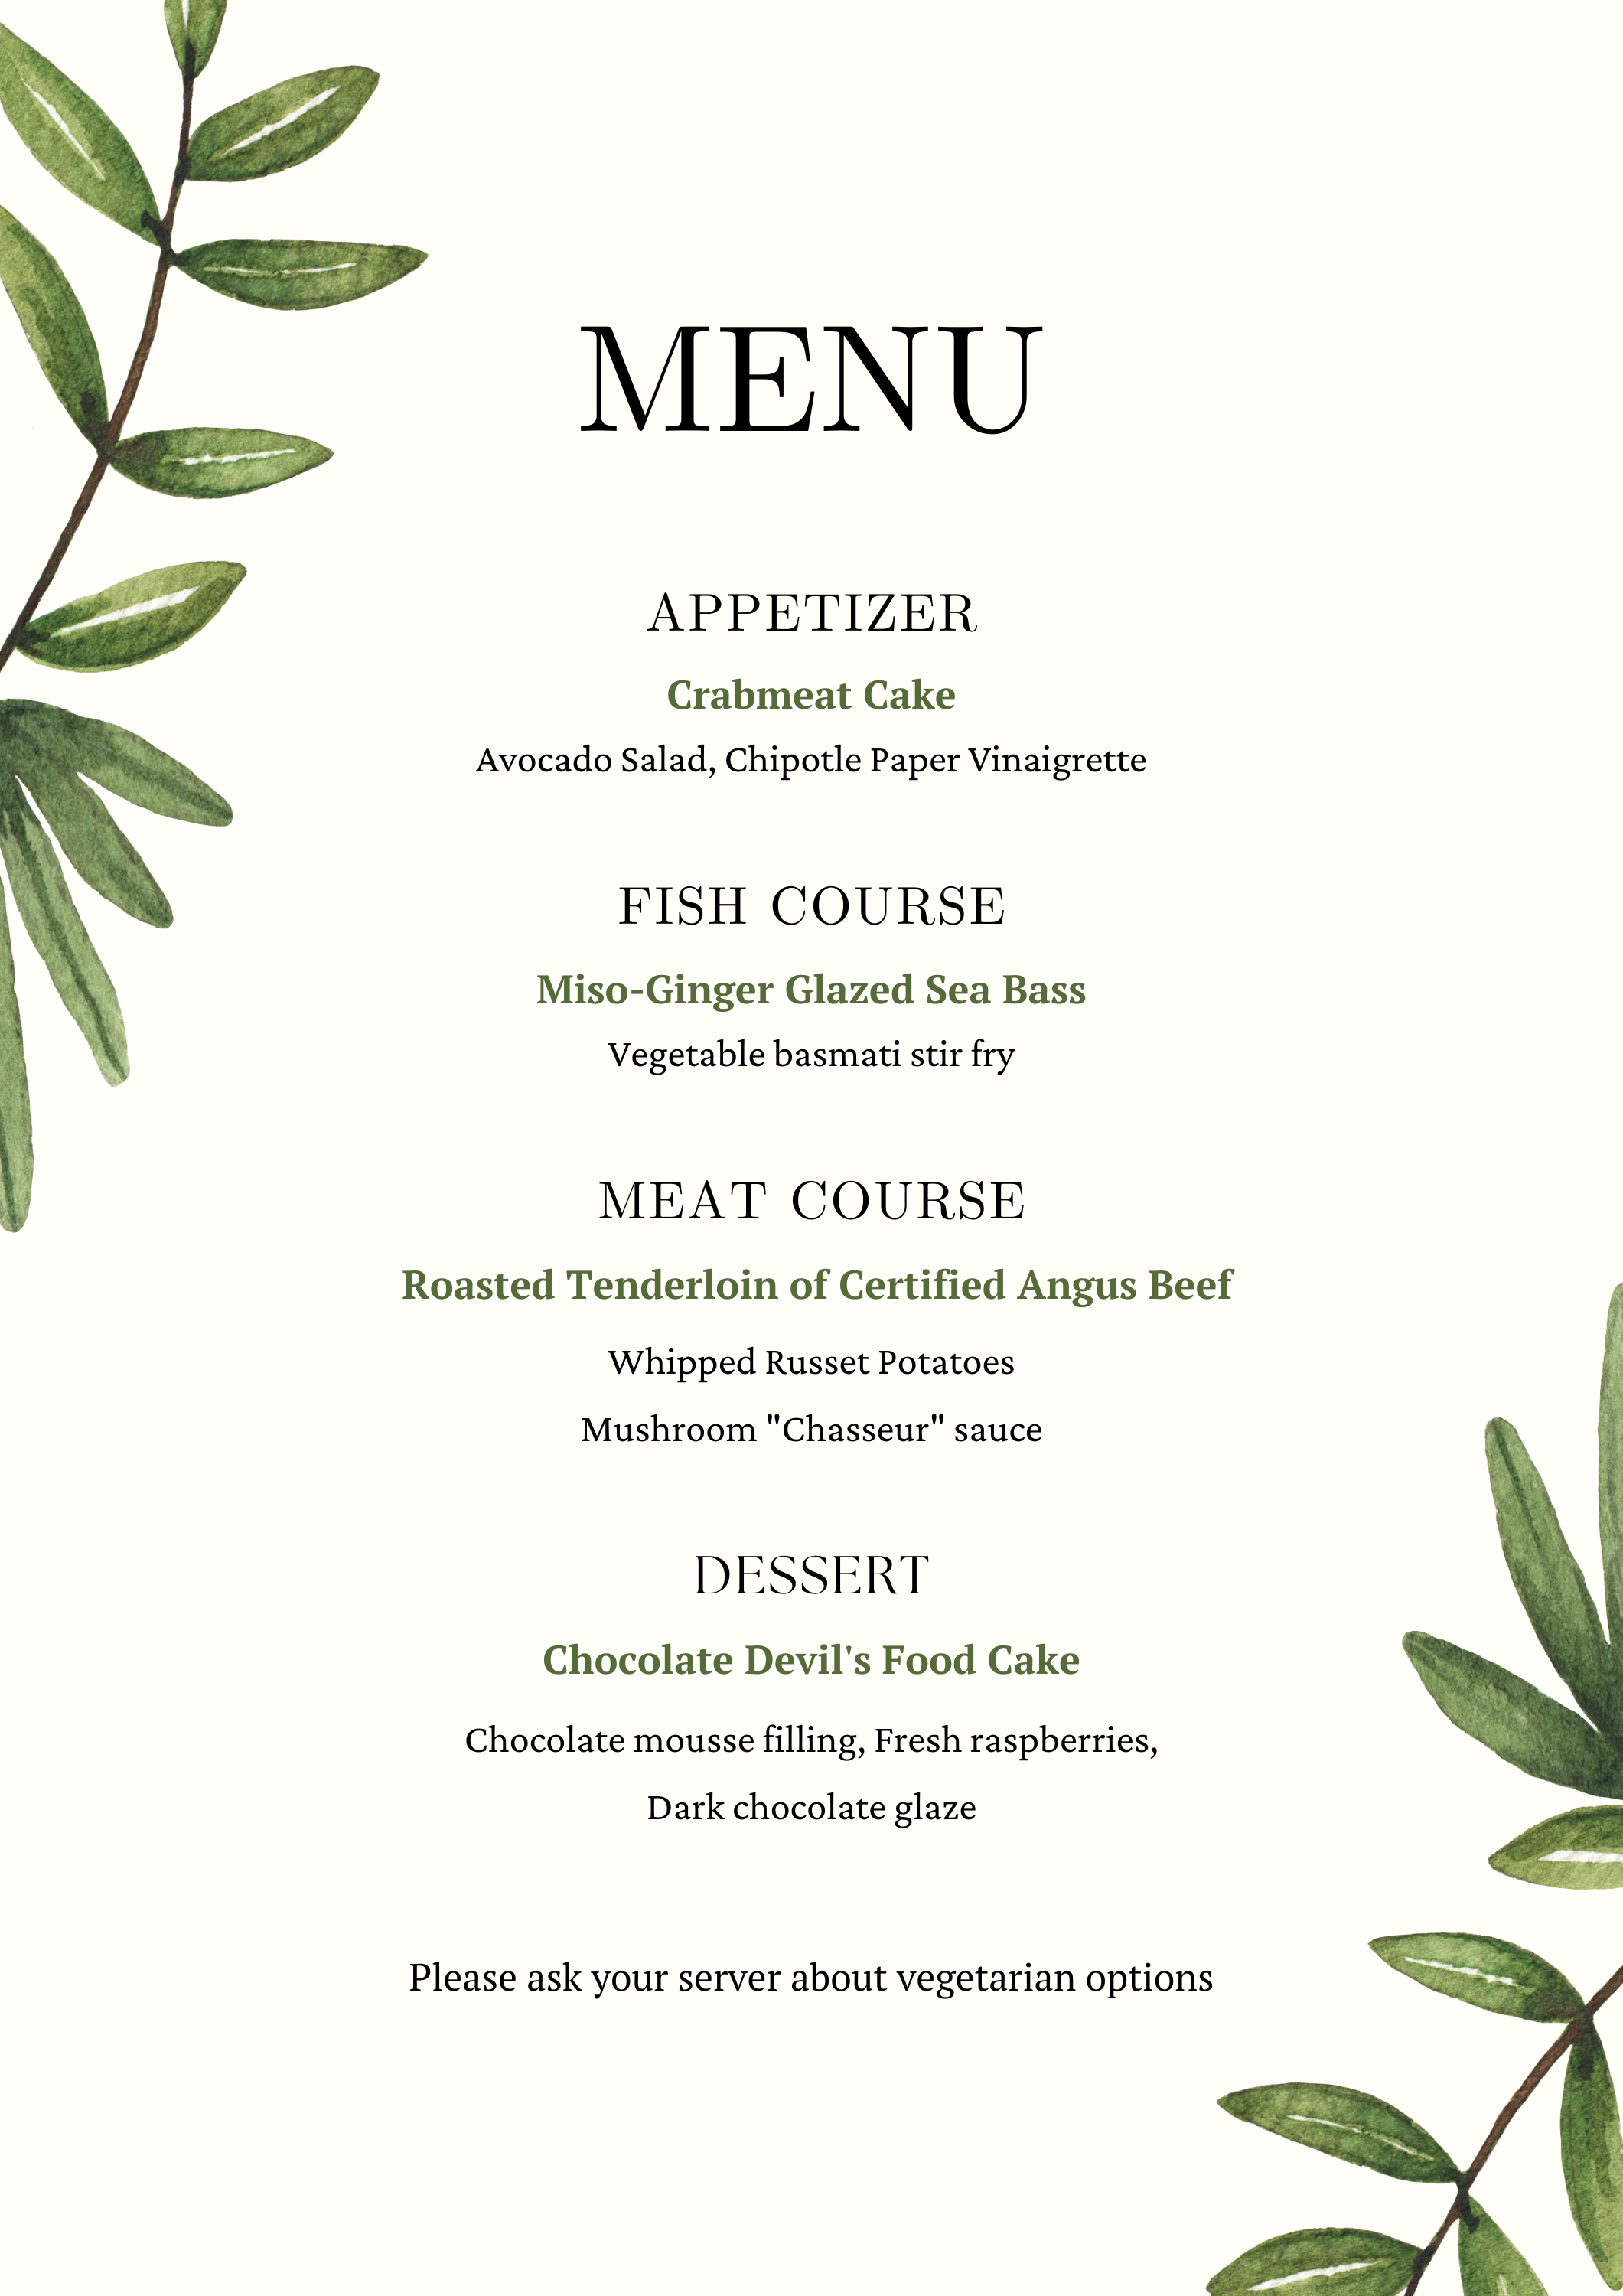 MENU
APPETIZER
Crabmeat Cake
Avocado Salad, Chipotle Paper Vinaigrette
FISH COURSE
Miso-Ginger Glazed Sea Bass
Vegetable basmati stir fry
MEAT COURSE
Roasted Tenderloin of Certified Angus Beef
Whipped Russet Potatoes
Mushroom "Chasseur" sauce
DESSERT
Chocolate Devil's Food Cake
Chocolate mousse filling, Fresh raspberries,
Dark chocolate glaze
Please ask your server about vegetarian options